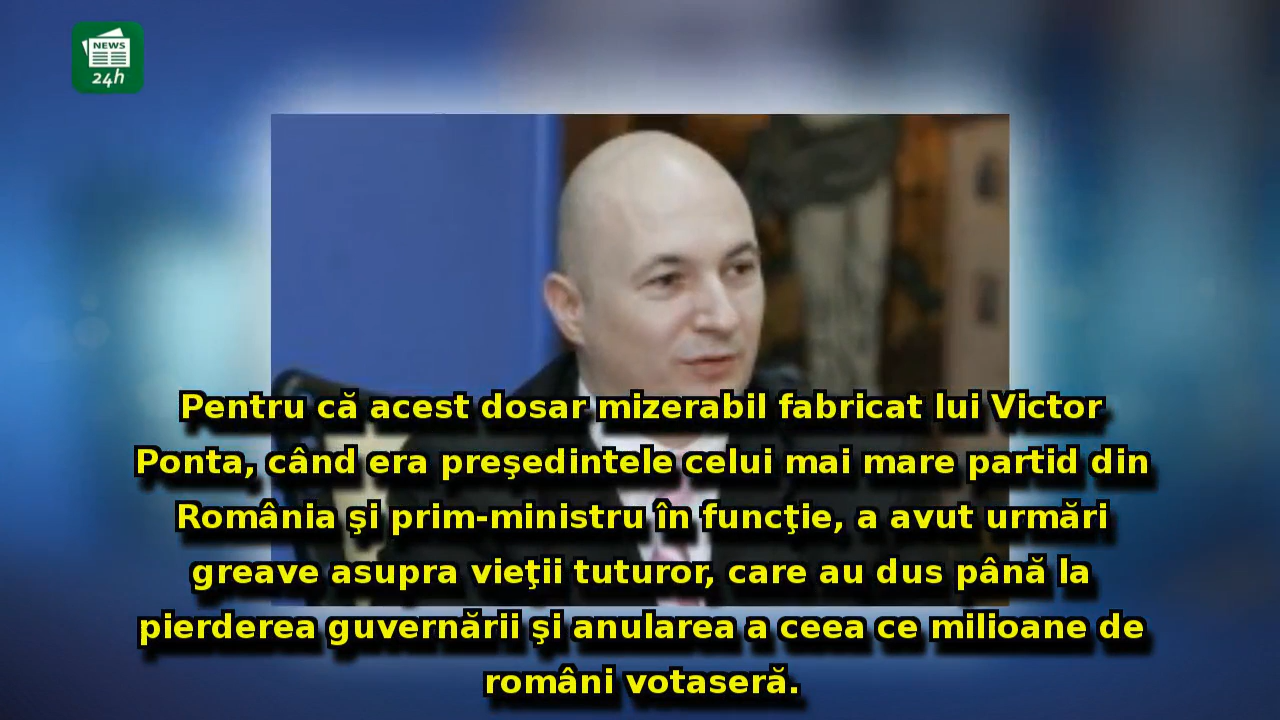 NEWS
24h
Pentru că acest dosar mizerabil fabricat lui Victor
Ponta, când era preşedintele celui mai mare partid din
România şi prim-ministru în funcţie, a avut urmări
greave asupra vieţii tuturor, care au dus până la
pierderea guvernării şi anularea a ceea ce milioane de
români votaseră.